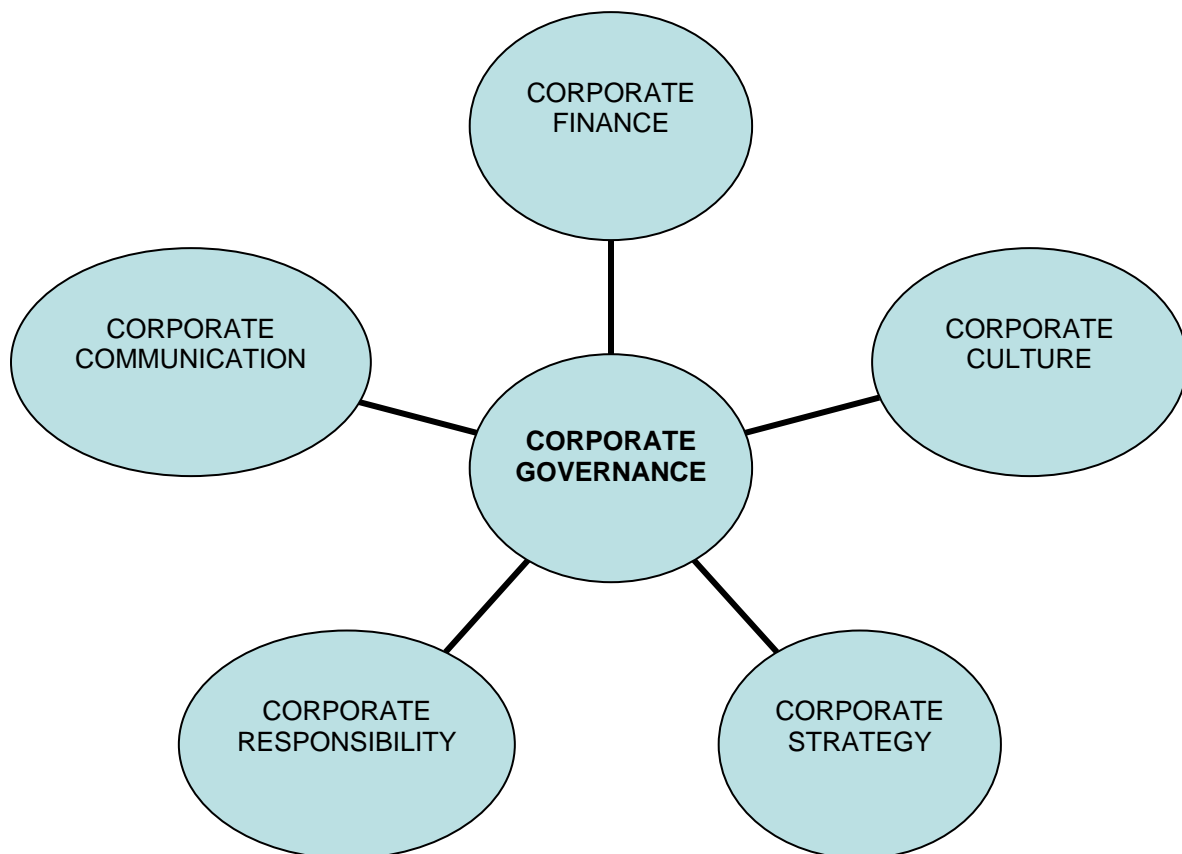 CORPORATE
FINANCE
CORPORATE
COMMUNICATION
CORPORATE
CULTURE
CORPORATE
GOVERNANCE
CORPORATE
RESPONSIBILITY
CORPORATE
STRATEGY